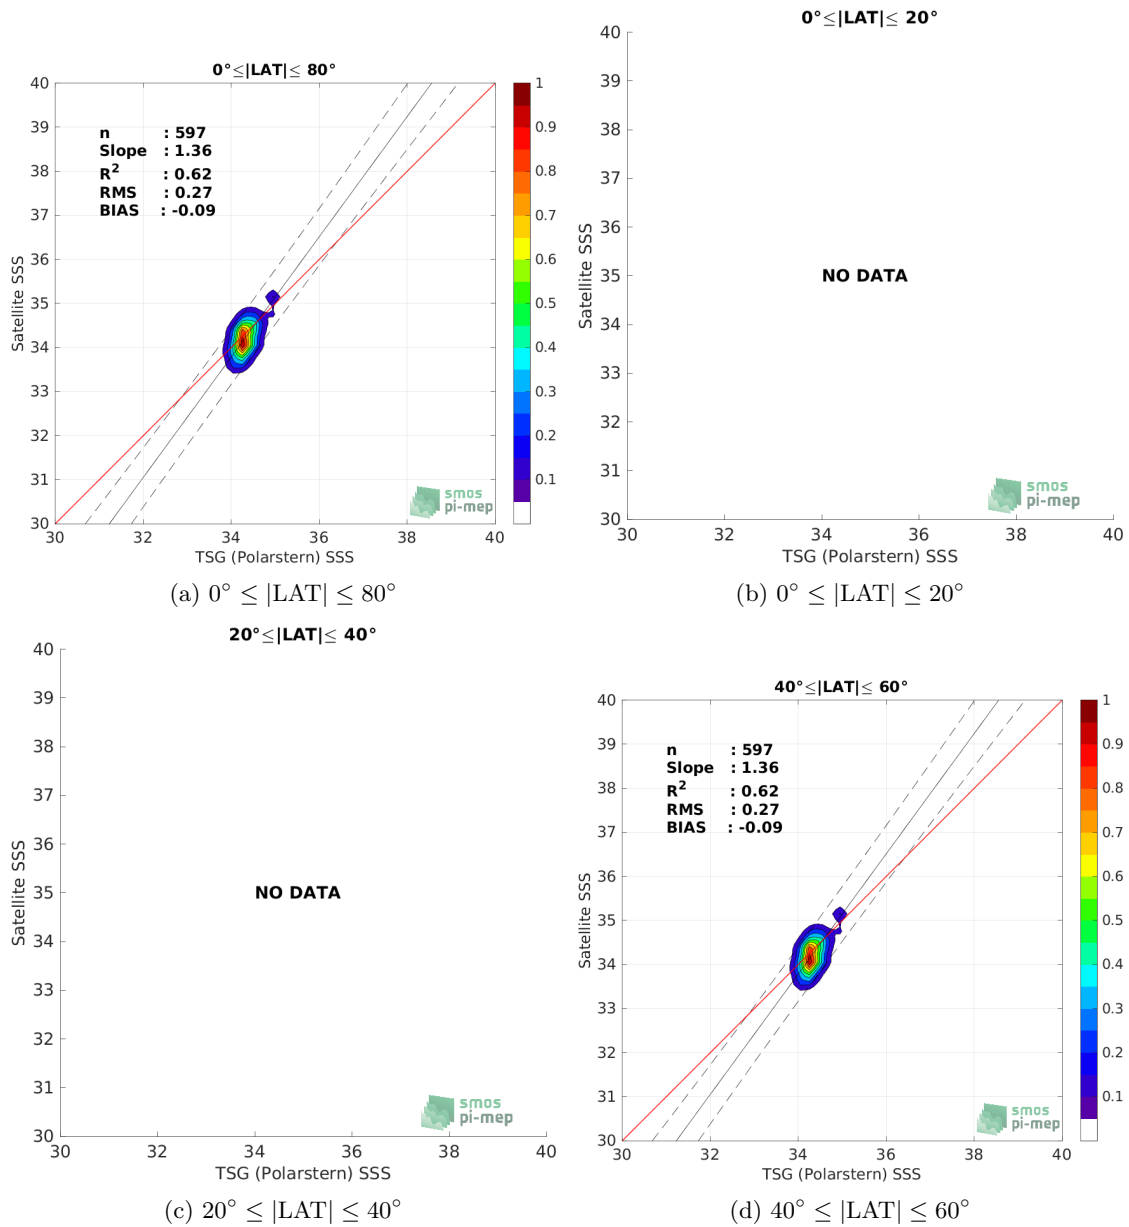 0°≤|LAT|≤ 80°
40
39
38
37
36
35
34
33
32
31
30
Satellite SSS
n : 597
Slope : 1.36
R² : 0.62
RMS : 0.27
BIAS : -0.09
smos
pi-mep
30 32 34 36 38 40
TSG (Polarstern) SSS
1
0.9
0.8
0.7
0.6
0.5
0.4
0.3
0.2
0.1
(a) 0° ≤ |LAT| ≤ 80°
0°≤|LAT|≤ 20°
40
39
38
37
36
35
34
33
32
31
30
Satellite SSS
NO DATA
smos
pi-mep
30 32 34 36 38 40
TSG (Polarstern) SSS
(b) 0° ≤ |LAT| ≤ 20°
20°≤|LAT|≤ 40°
40
39
38
37
36
35
34
33
32
31
30
Satellite SSS
NO DATA
smos
pi-mep
30 32 34 36 38 40
TSG (Polarstern) SSS
(c) 20° ≤ |LAT| ≤ 40°
40°≤|LAT|≤ 60°
40
39
38
37
36
35
34
33
32
31
30
Satellite SSS
n : 597
Slope : 1.36
R² : 0.62
RMS : 0.27
BIAS : -0.09
smos
pi-mep
30 32 34 36 38 40
TSG (Polarstern) SSS
1
0.9
0.8
0.7
0.6
0.5
0.4
0.3
0.2
0.1
(d) 40° ≤ |LAT| ≤ 60°